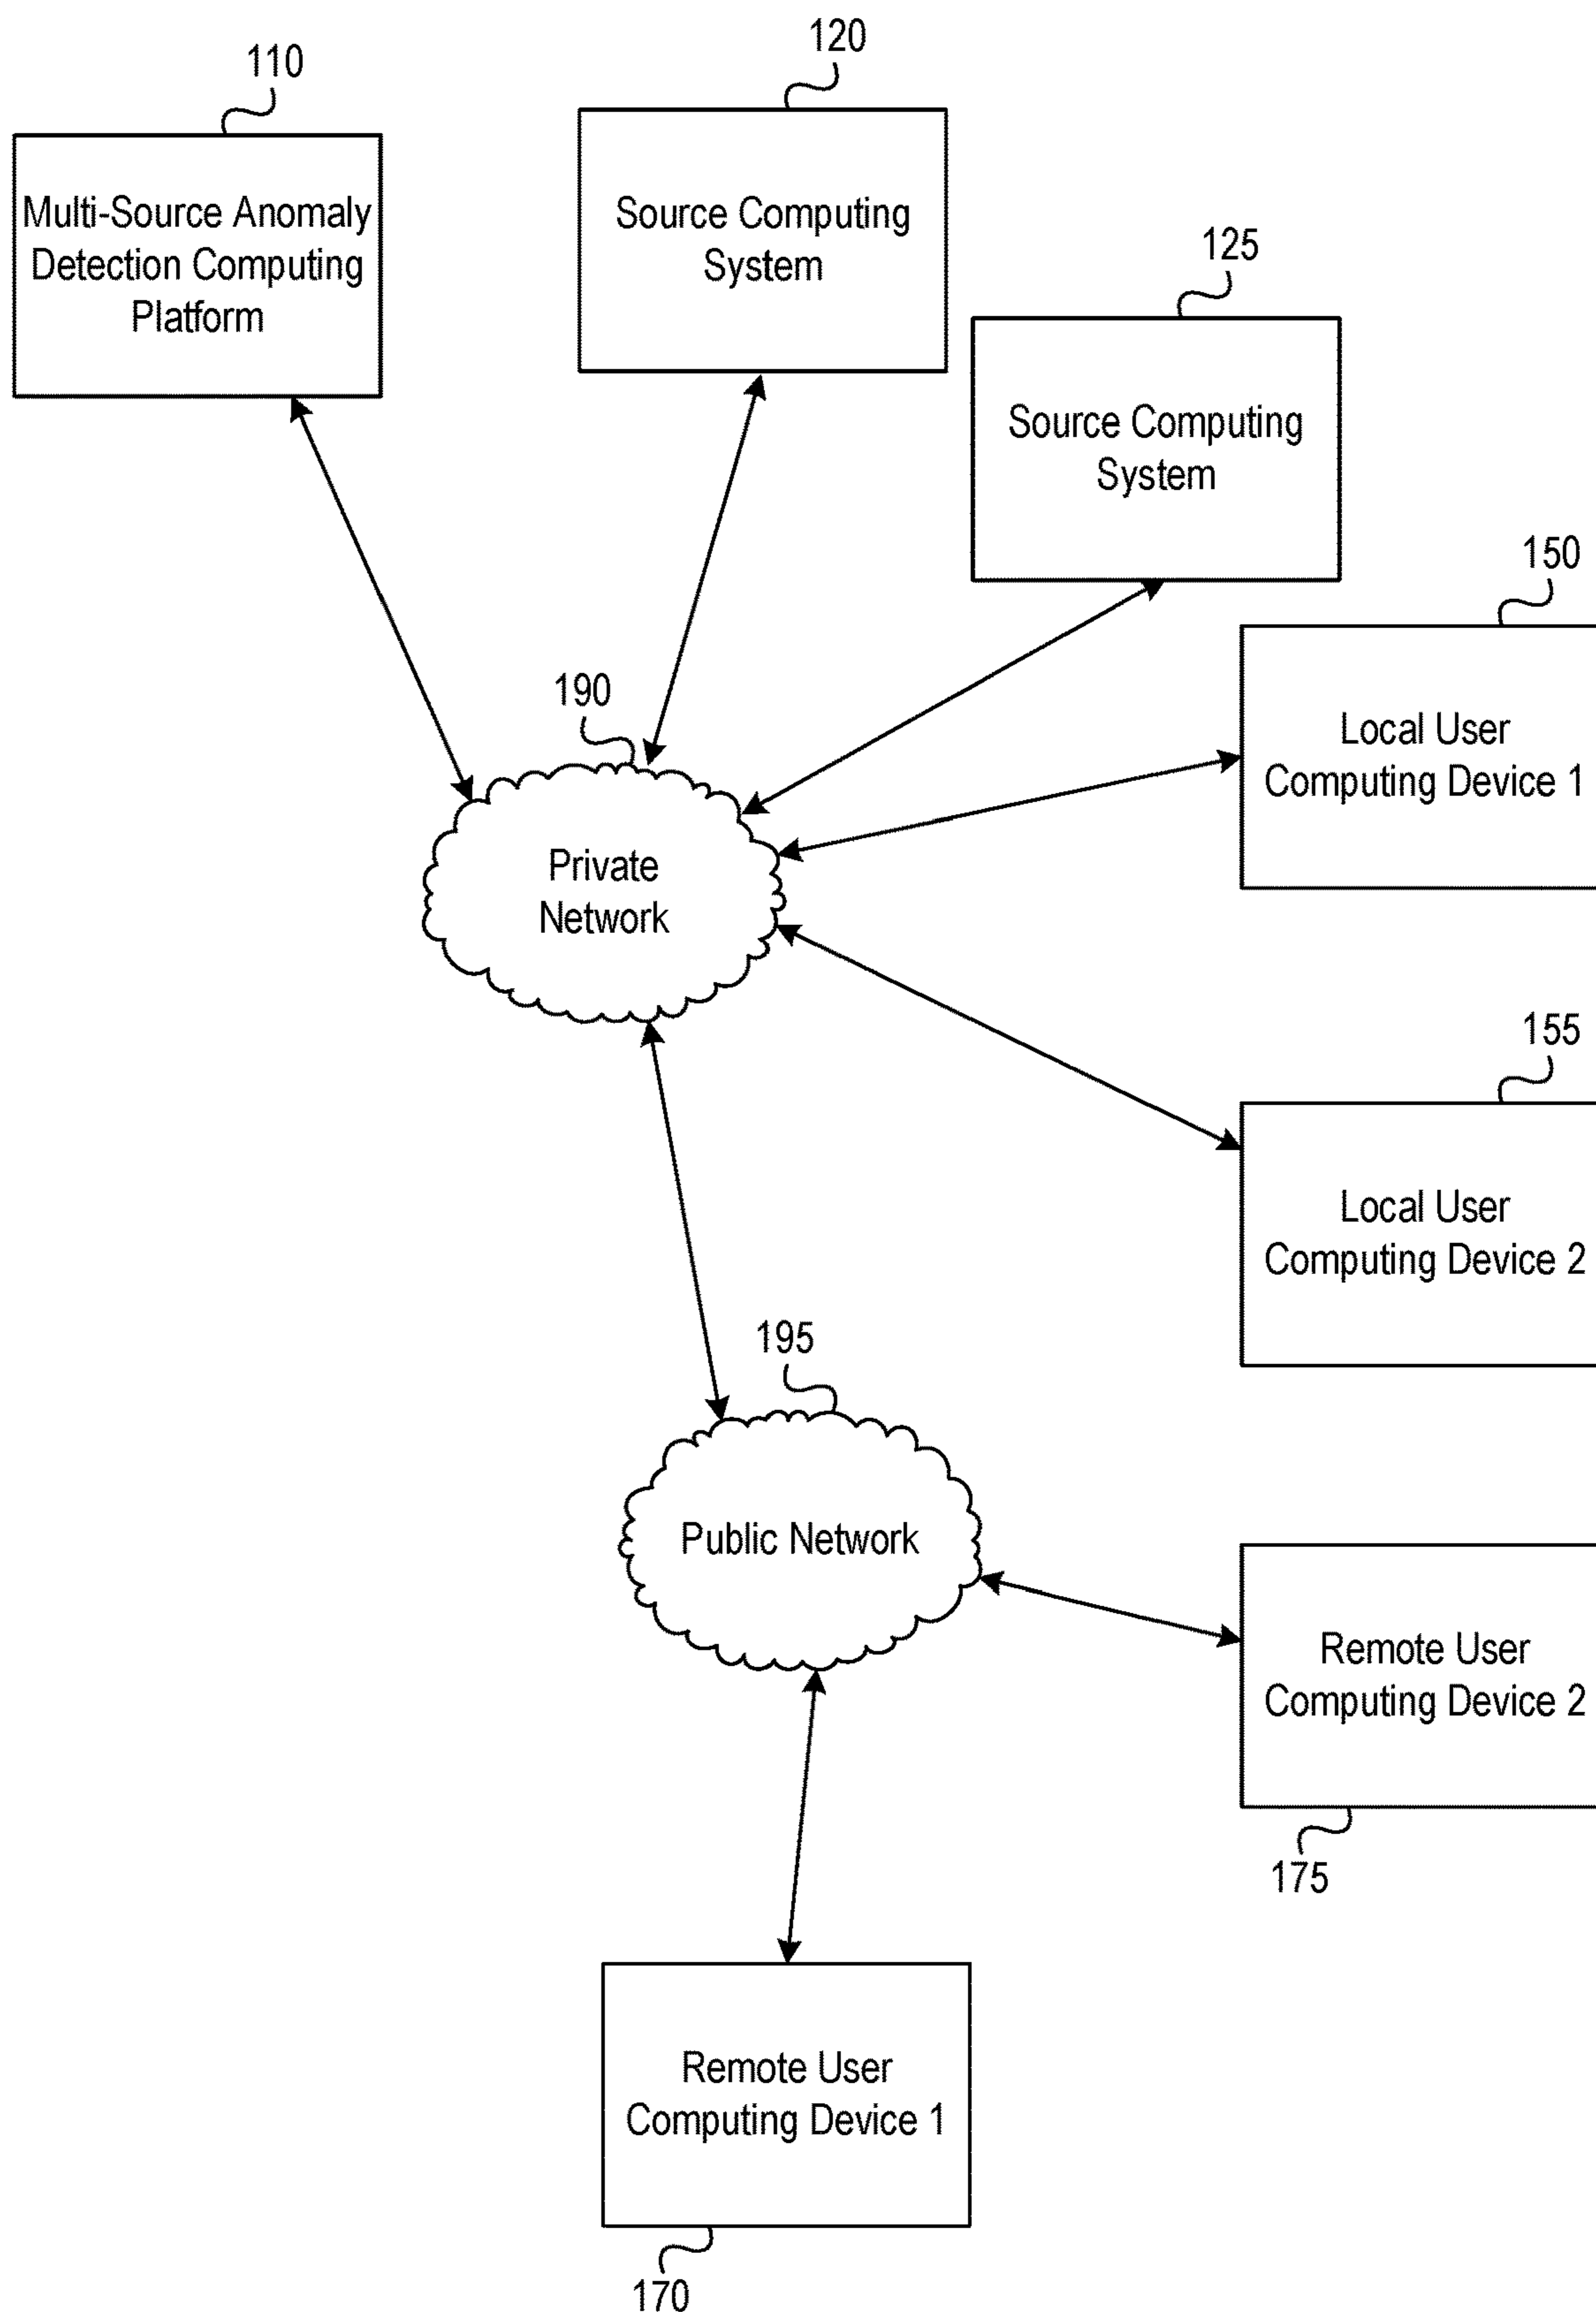 110
Multi-Source Anomaly
Detection Computing
Platform
120
Source Computing
System
125
Source Computing
System
150
Local User
Computing Device 1
190
Private
Network
155
Local User
Computing Device 2
195
Public Network
Remote User
Computing Device 2
175
Remote User
Computing Device 1
170